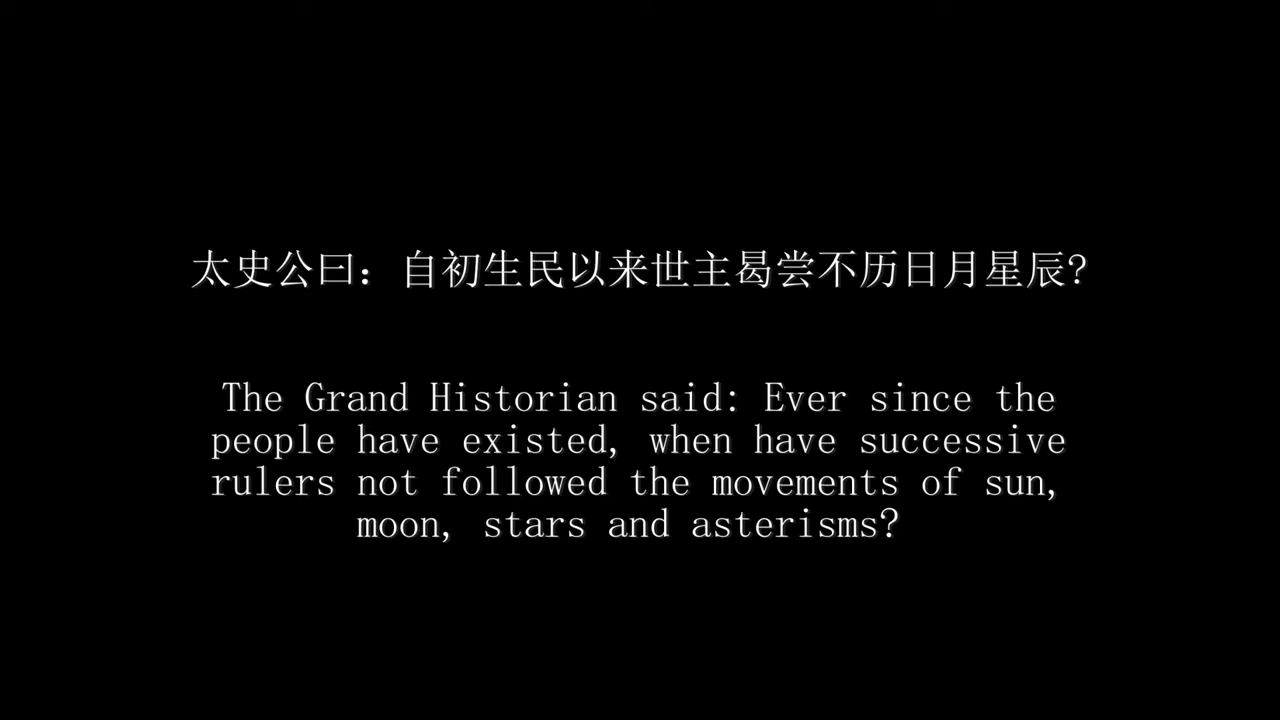 太史公曰：自初生民以来世主曷尝不历日月星辰?
The Grand Historian said: Ever since the
people have existed, when have successive
rulers not followed the movements of sun,
moon, stars and asterisms?